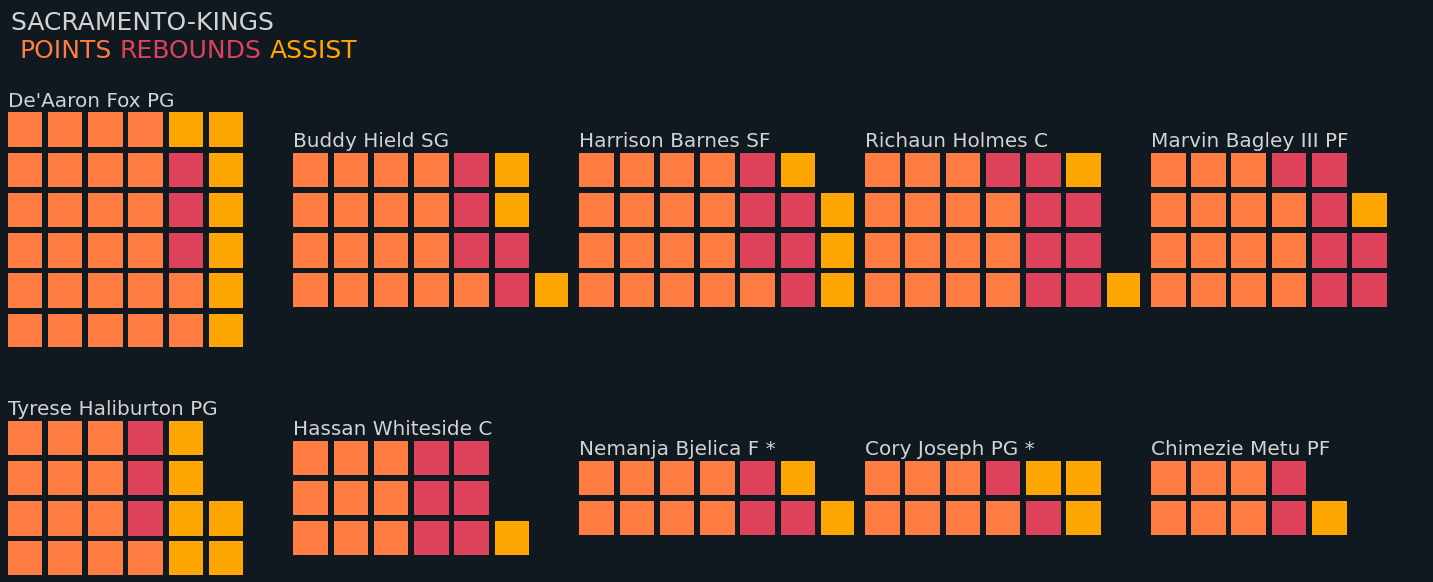 SACRAMENTO-KINGS
POINTS REBOUNDS ASSIST
De'Aaron Fox PG
Buddy Hield SG
Harrison Barnes SF
Richaun Holmes C
Marvin Bagley III PF
Tyrese Haliburton PG
Hassan Whiteside C
Nemanja Bjelica F *
Cory Joseph PG *
Chimezie Metu PF